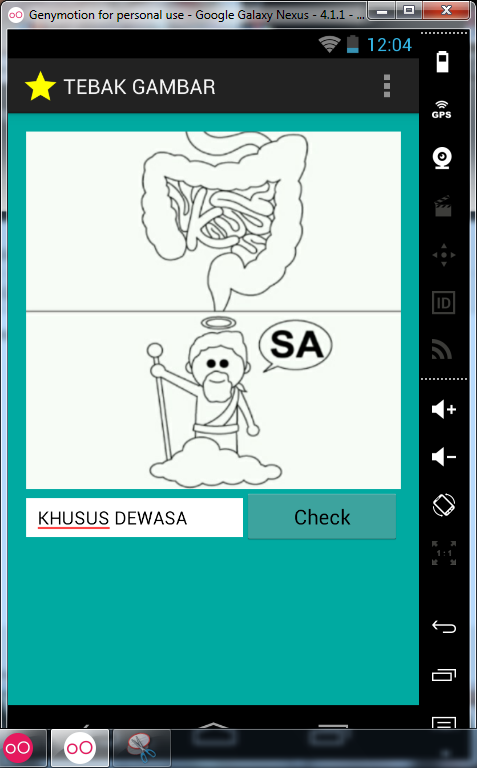 Genymotion for personal use - Google Galaxy Nexus - 4.1.1 - ...
12:04
TEBAK GAMBAR
GPS
KSS
SA
ID
KHUSUS DEWASA
Check
1:1